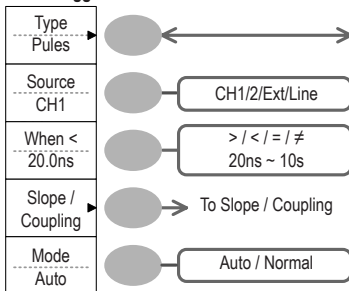 Type
Pules
Source
CH1
CH1/2/Ext/Line
When <
20.0ns
> / < / = / ≠
20ns ~ 10s
Slope /
Coupling
To Slope / Coupling
Mode
Auto
Auto / Normal